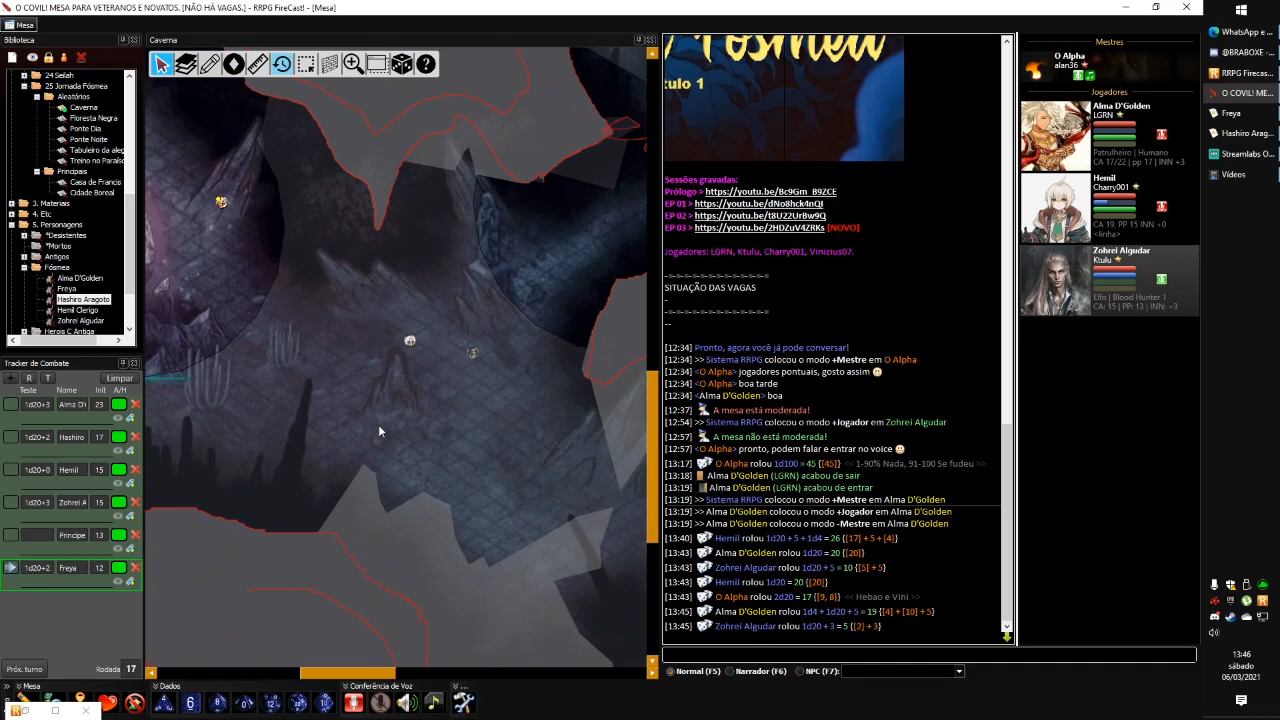 O COVIL! MESA PARA VETERANOS E NOVATOS. [NÃO HÁ VAGAS.] - RRPG FireCast! - [Mesa]
Mesa
Biblioteca
24 Seilah
25 Jornada Fósmea
Aleatórios
Caverna
Floresta Negra
Ponte Dia
Ponte Noite
Tabuleiro da aleg
Treino no Paraíso
Principais
Casa de Francis
Cidade Boreal
3. Materias
4. Etc
5. Personagens
*Desistentes
*Mortos
Antigos
Fósmea
Alma D'Golden
Freya
Hashiro Aragoto
Hemil Clerigo
Zohrei Algudar
Herois C Antiga
Tracker de Combate
+ R T Limpar
Teste Nome Init A/H
1d20+3 Alma D'( 23
1d20+2 Hashiro 17
1d20+0 Hemil 15
1d20+3 Zohrei A 15
Principe 13
1d20+2 Freya 12
Próx. turno Rodada 17
Mesa
Dados
Conferência de Voz
...
Caverna
Fósmea
tulo 1
Sessões gravadas:
Prólogo > https://youtu.be/Bc9Gm_B9ZCE
EP 01 > https://youtu.be/dNo8hck4nQI
EP 02 > https://youtu.be/t8U22UrBw9Q
EP 03 > https://youtu.be/2HDZuV4ZRKs [NOVO]
Jogadores: LGRN, Ktulu, Charry001, Vinicius07.
-=-=-=-=-=-=-=-=-=-=-=-=-=
SITUAÇÃO DAS VAGAS
-
-=-=-=-=-=-=-=-=-=-=-=-=-=
--
[12:34] Pronto, agora você já pode conversar!
[12:34] >> Sistema RRPG colocou o modo +Mestre em O Alpha
[12:34] <O Alpha> jogadores pontuais, gosto assim
[12:34] <O Alpha> boa tarde
[12:34] <Alma D'Golden> boa
[12:37] A mesa está moderada!
[12:54] >> Sistema RRPG colocou o modo +Jogador em Zohrei Algudar
[12:57] A mesa não está moderada!
[12:57] <O Alpha> pronto, podem falar e entrar no voice
[13:17] O Alpha rolou 1d100 = 45 {[45]} << 1-90% Nada, 91-100 Se fudeu >>
[13:18] Alma D'Golden (LGRN) acabou de sair
[13:19] Alma D'Golden (LGRN) acabou de entrar
[13:19] >> Sistema RRPG colocou o modo +Mestre em Alma D'Golden
[13:19] >> Alma D'Golden colocou o modo +Jogador em Alma D'Golden
[13:19] >> Alma D'Golden colocou o modo -Mestre em Alma D'Golden
[13:40] Hemil rolou 1d20 + 5 + 1d4 = 26 {[17] + 5 + [4]}
[13:43] Alma D'Golden rolou 1d20 = 20 {[20]}
[13:43] Zohrei Algudar rolou 1d20 + 5 = 10 {[5] + 5}
[13:43] Hemil rolou 1d20 = 20 {[20]}
[13:43] O Alpha rolou 2d20 = 17 {[9, 8]} << Hebao e Vini >>
[13:45] Alma D'Golden rolou 1d4 + 1d20 + 5 = 19 {[4] + [10] + 5}
[13:45] Zohrei Algudar rolou 1d20 + 3 = 5 {[2] + 3}
Normal (F5) Narrador (F6) NPC (F7):
Mestres
O Alpha
alan36
Jogadores
Alma D'Golden
LGRN
Patrulheiro | Humano
CA 17/22 pp 17 | INN +3
Hemil
Charry001
CA 19, PP 15 INN +0
<linha>
Zohrei Algudar
Ktulu
Elfo | Blood Hunter 1
CA: 15 | PP: 13 | INN: +3
WhatsApp e ...
@BRABOXE -...
RRPG Firecas...
O COVIL! ME...
Freya
Hashiro Arag...
Streamlabs O...
Vídeos
13:46
sábado
06/03/2021